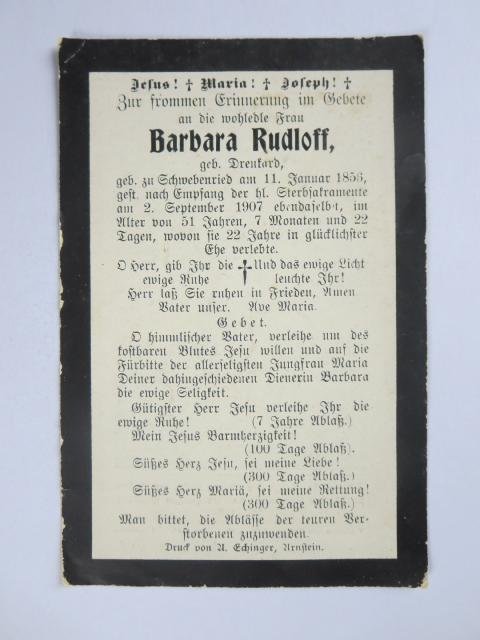 Jesus! † Maria! † Joseph! †
Zur frommen Erinnerung im Gebete
an die wohledle Frau
Barbara Rudloff,
geb. Drenkard,
geb. zu Schwebenried am 11. Januar 1856,
gest. nach Empfang der hl. Sterbsakramente
am 2. September 1907 ebendaselbst, im
Alter von 51 Jahren, 7 Monaten und 22
Tagen, wovon sie 22 Jahre in glücklichster
Ehe verlebte.
O Herr, gib Ihr die † Und das ewige Licht
ewige Ruhe leuchte Ihr!
Herr laß Sie ruhen in Frieden, Amen
Vater unser. Ave Maria.
Gebet.
O himmlischer Vater, verleihe um des
kostbaren Blutes Jesu willen und auf die
Fürbitte der allerseligsten Jungfrau Maria
Deiner dahingeschiedenen Dienerin Barbara
die ewige Seligkeit.
Gütigster Herr Jesu verleihe Ihr die
ewige Ruhe! (7 Jahre Ablaß.)
Mein Jesus Barmherzigkeit!
(100 Tage Ablaß).
Süßes Herz Jesu, sei meine Liebe!
(300 Tage Ablaß.)
Süßes Herz Mariä, sei meine Rettung!
(300 Tage Ablaß.)
Man bittet, die Ablässe der teuren Ver-
storbenen zuzuwenden.
Druck von A. Echinger, Arnstein.